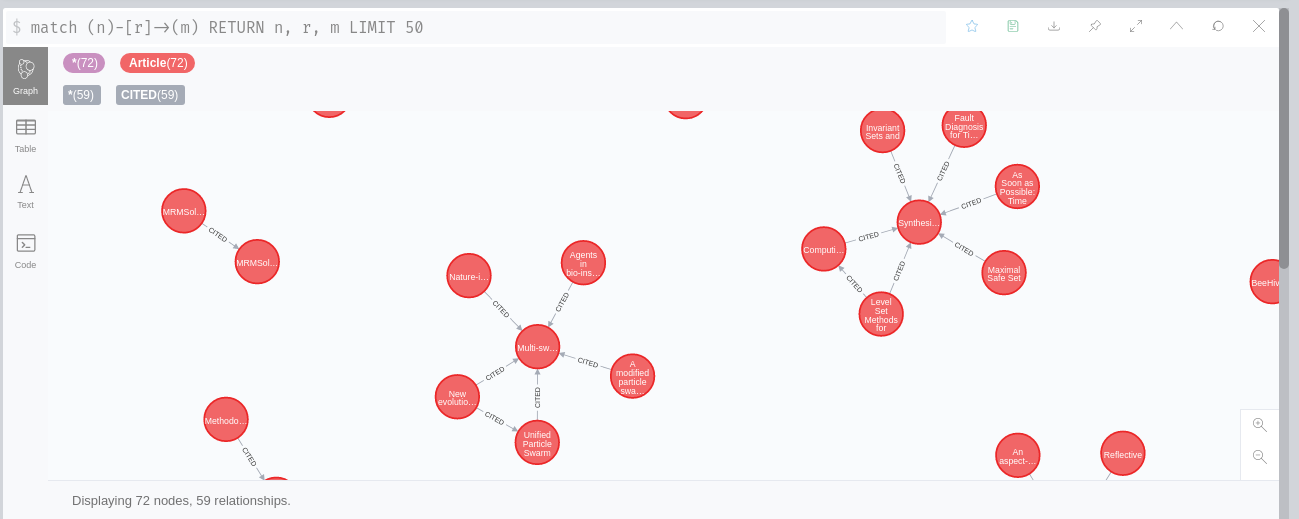 $ match (n)-[r]->(m) RETURN n, r, m LIMIT 50
*(72) Article(72)
*(59) CITED(59)
Graph
Table
Text
Code
Invariant
Sets and
Fault
Diagnosis
for Ti…
As
Soon as
Possible:
Time
Synthesi…
Computi…
Maximal
Safe Set
Level
Set
Methods
for
CITED
CITED
CITED
CITED
CITED
CITED
CITED
MRMSol…
CITED
MRMSol…
Nature-i…
Agents
in
bio-ins…
CITED
CITED
Multi-sw…
CITED
A
modified
particle
swa…
CITED
CITED
New
evolutio…
CITED
Unified
Particle
Swarm
BeeHiv
Methodo…
CITED
An
aspect-…
Reflective
Displaying 72 nodes, 59 relationships.